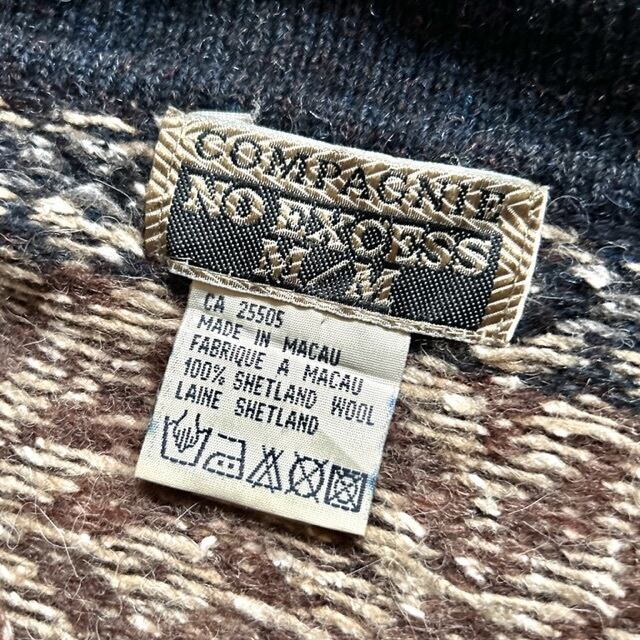 COMPAGNIE
NO EXCESS
M/M
CA 25505
MADE IN MACAU
FABRIQUE A MACAU
100% SHETLAND WOOL
LAINE SHETLAND